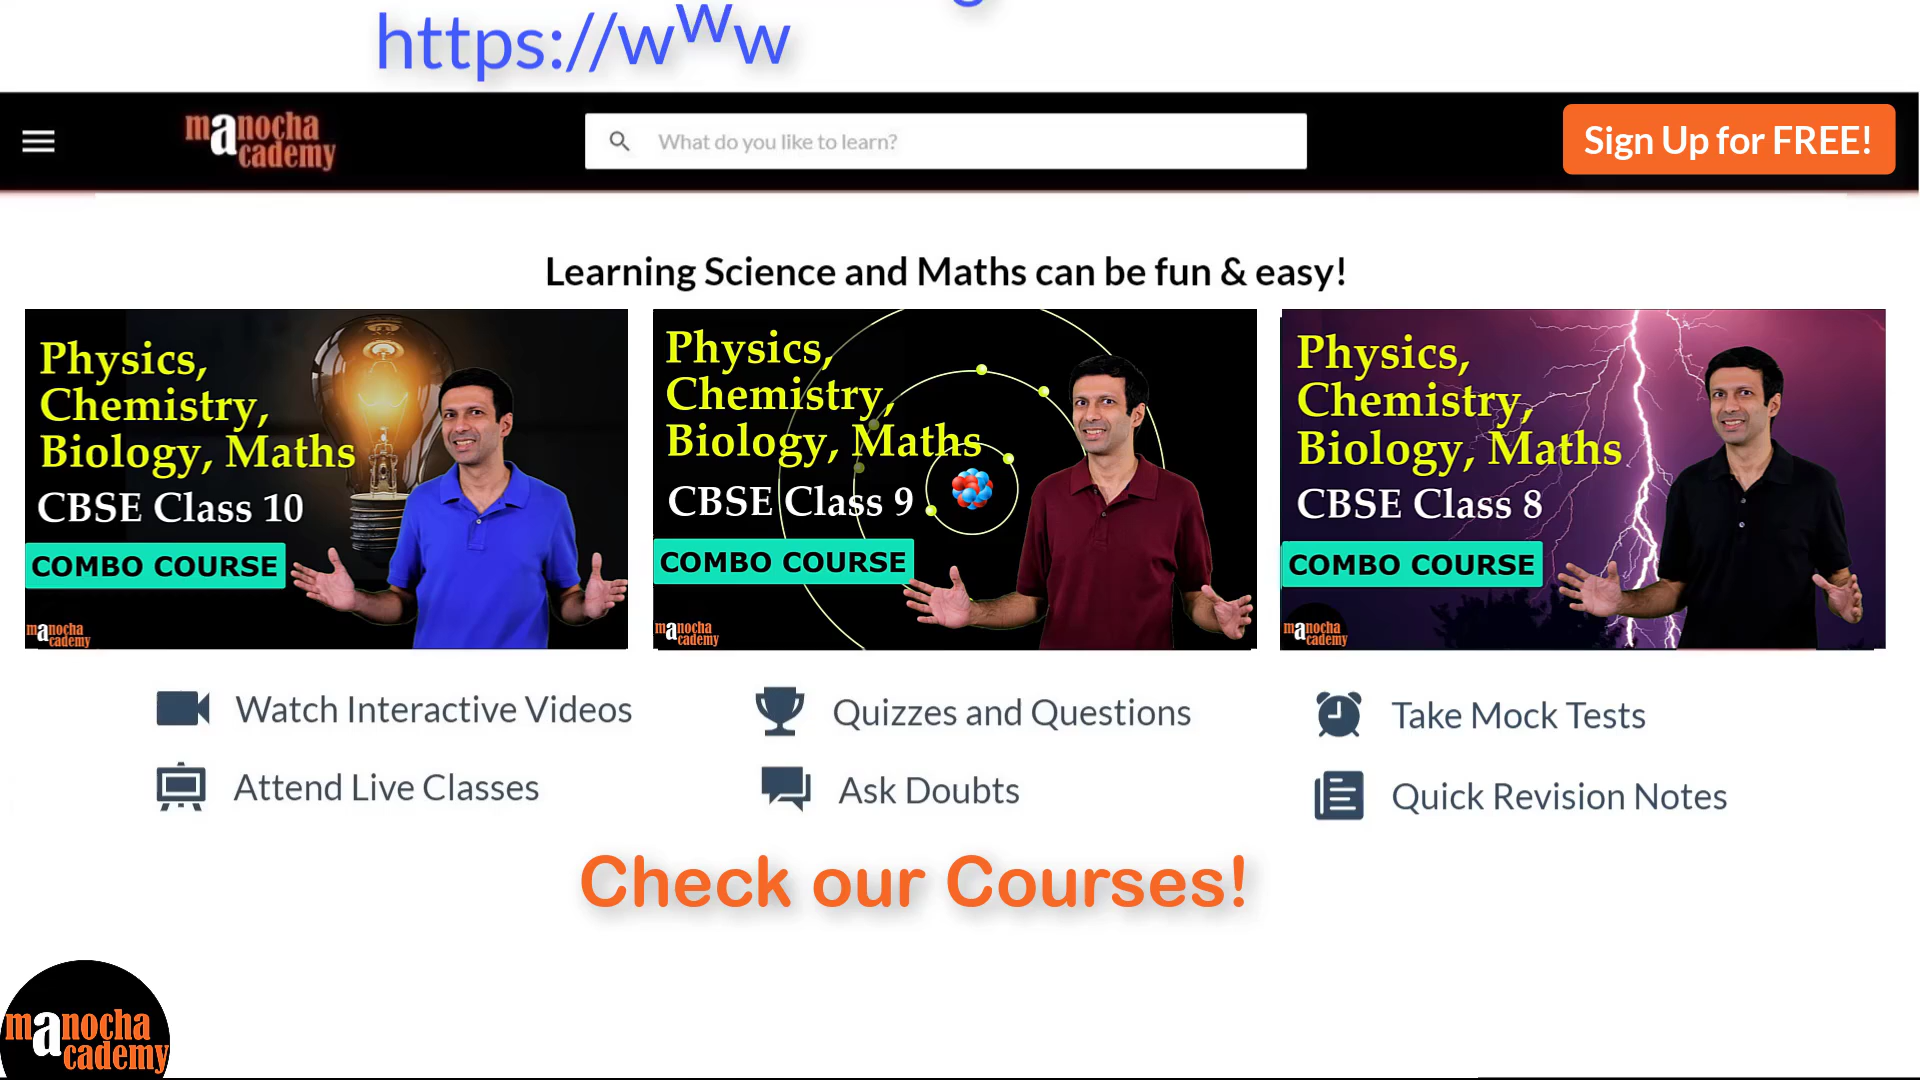 https://www
manocha
academy
What do you like to learn?
Sign Up for FREE!
Learning Science and Maths can be fun & easy!
Physics,
Chemistry,
Biology, Maths
CBSE Class 10
COMBO COURSE
manocha
academy
Physics,
Chemistry,
Biology, Maths
CBSE Class 9
COMBO COURSE
manocha
academy
Physics,
Chemistry,
Biology, Maths
CBSE Class 8
COMBO COURSE
manocha
academy
Watch Interactive Videos
Quizzes and Questions
Take Mock Tests
Attend Live Classes
Ask Doubts
Quick Revision Notes
Check our Courses!
manocha
academy